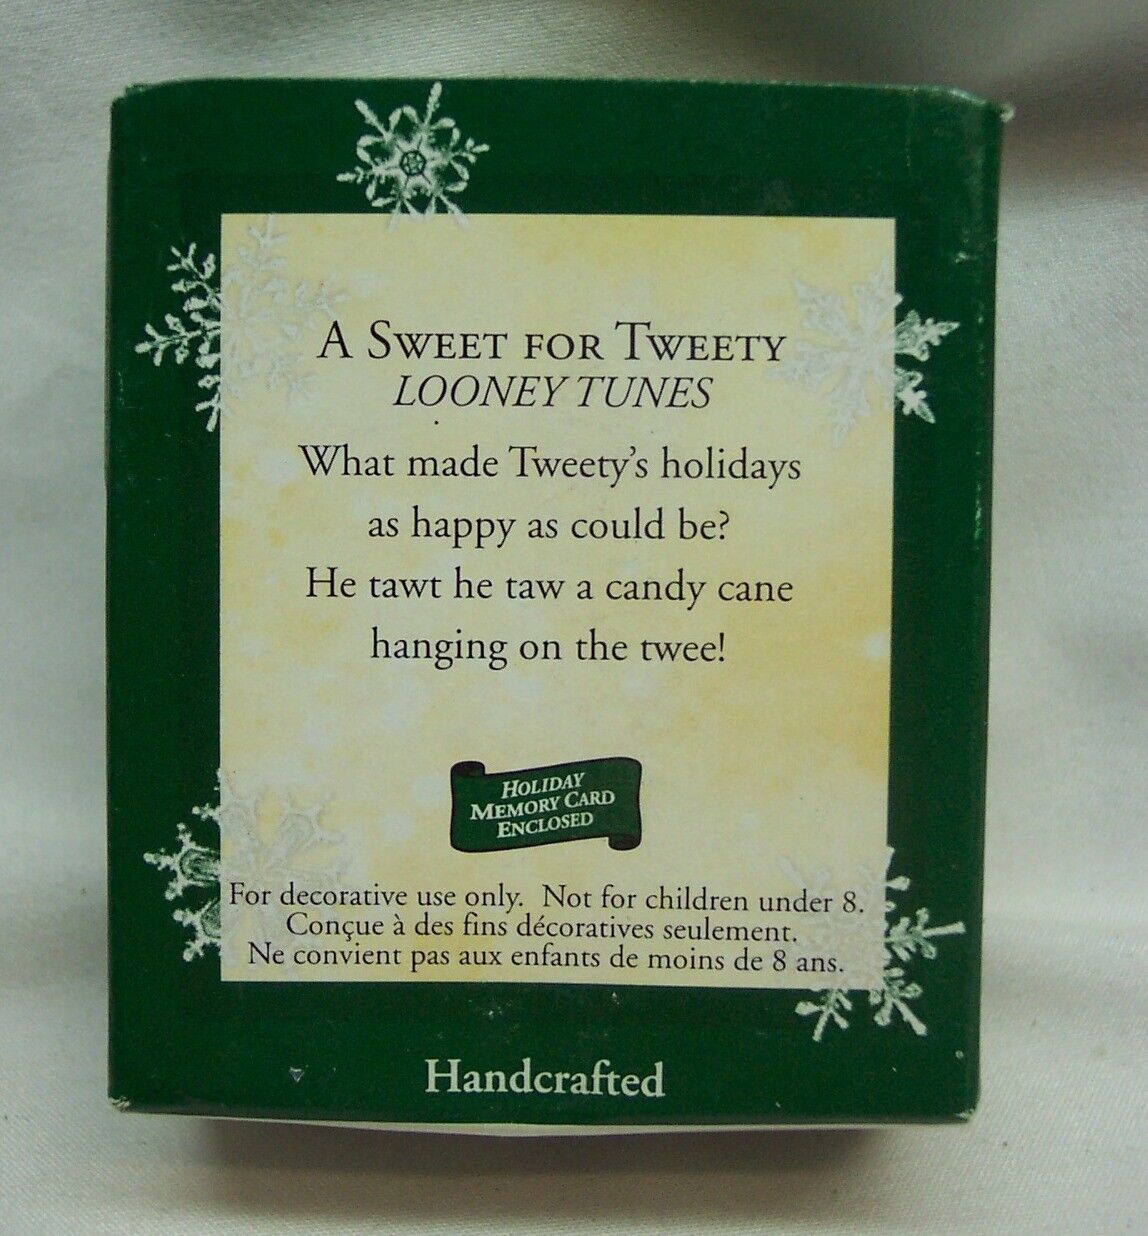 A SWEET FOR TWEETY
LOONEY TUNES
What made Tweety's holidays
as happy as could be?
He tawt he taw a candy cane
hanging on the twee!
HOLIDAY
MEMORY CARD
ENCLOSED
For decorative use only. Not for children under 8.
Conçue à des fins décoratives seulement.
Ne convient pas aux enfants de moins de 8 ans.
Handcrafted